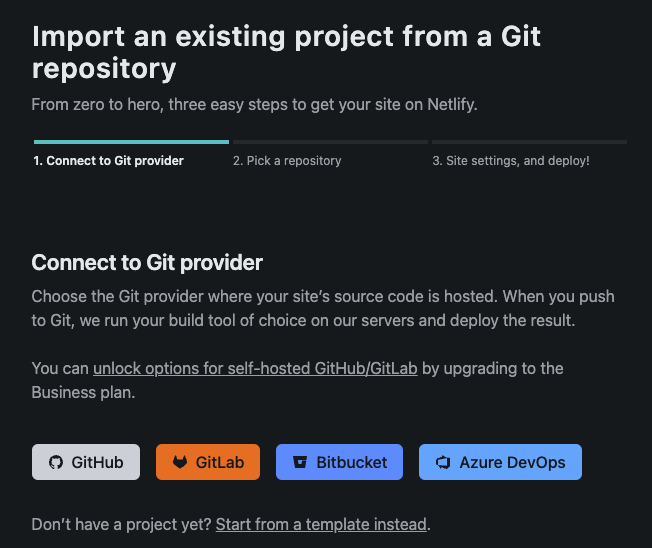 Import an existing project from a Git
repository
From zero to hero, three easy steps to get your site on Netlify.
1. Connect to Git provider
2. Pick a repository
3. Site settings, and deploy!
Connect to Git provider
Choose the Git provider where your site’s source code is hosted. When you push
to Git, we run your build tool of choice on our servers and deploy the result.
You can unlock options for self-hosted GitHub/GitLab by upgrading to the
Business plan.
GitHub
GitLab
Bitbucket
Azure DevOps
Don’t have a project yet? Start from a template instead.